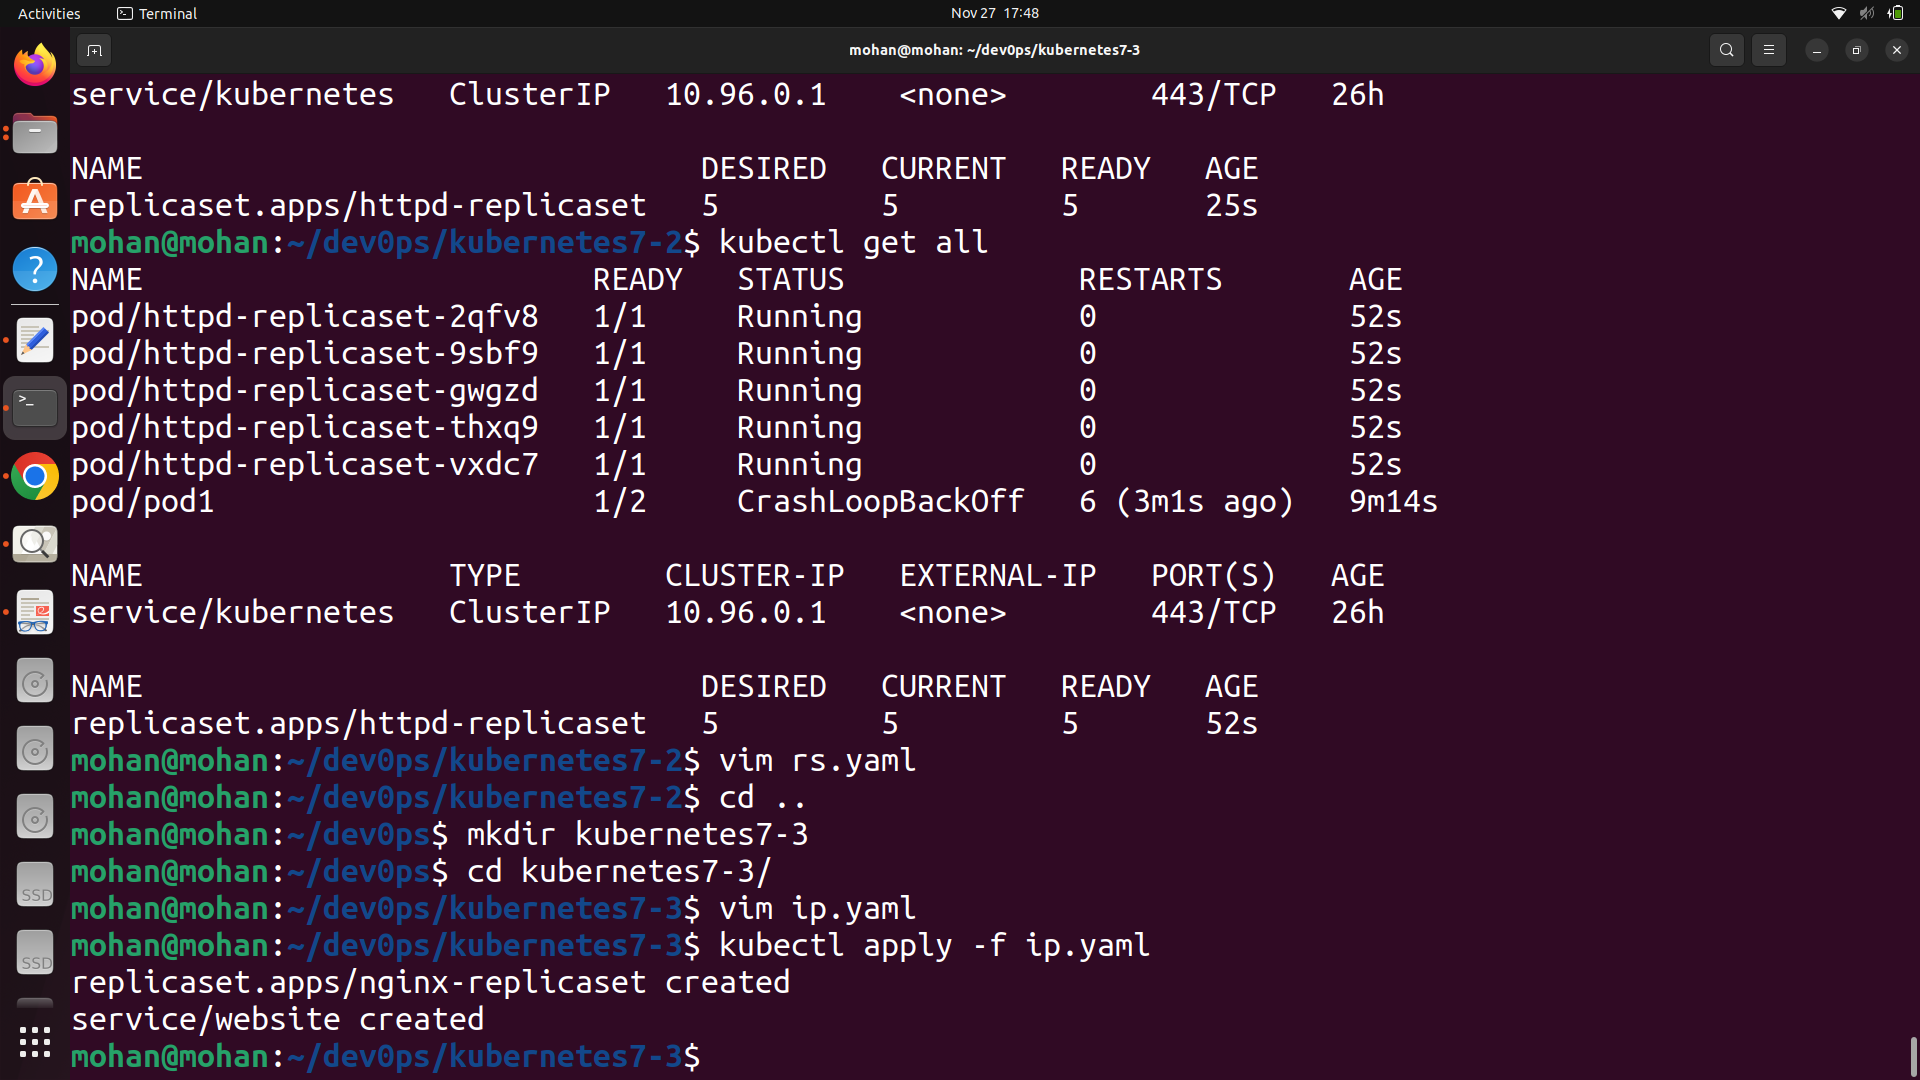 Activities
Terminal
Nov 27 17:48
mohan@mohan: ~/dev0ps/kubernetes7-3
service/kubernetes ClusterIP 10.96.0.1 <none> 443/TCP 26h
NAME DESIRED CURRENT READY AGE
replicaset.apps/httpd-replicaset 5 5 5 25s
mohan@mohan:~/dev0ps/kubernetes7-2$ kubectl get all
NAME READY STATUS RESTARTS AGE
pod/httpd-replicaset-2qfv8 1/1 Running 0 52s
pod/httpd-replicaset-9sbf9 1/1 Running 0 52s
pod/httpd-replicaset-gwgzd 1/1 Running 0 52s
pod/httpd-replicaset-thxq9 1/1 Running 0 52s
pod/httpd-replicaset-vxdc7 1/1 Running 0 52s
pod/pod1 1/2 CrashLoopBackOff 6 (3m1s ago) 9m14s
NAME TYPE CLUSTER-IP EXTERNAL-IP PORT(S) AGE
service/kubernetes ClusterIP 10.96.0.1 <none> 443/TCP 26h
NAME DESIRED CURRENT READY AGE
replicaset.apps/httpd-replicaset 5 5 5 52s
mohan@mohan:~/dev0ps/kubernetes7-2$ vim rs.yaml
mohan@mohan:~/dev0ps/kubernetes7-2$ cd ..
mohan@mohan:~/dev0ps$ mkdir kubernetes7-3
mohan@mohan:~/dev0ps$ cd kubernetes7-3/
mohan@mohan:~/dev0ps/kubernetes7-3$ vim ip.yaml
mohan@mohan:~/dev0ps/kubernetes7-3$ kubectl apply -f ip.yaml
replicaset.apps/nginx-replicaset created
service/website created
mohan@mohan:~/dev0ps/kubernetes7-3$
SSD
SSD